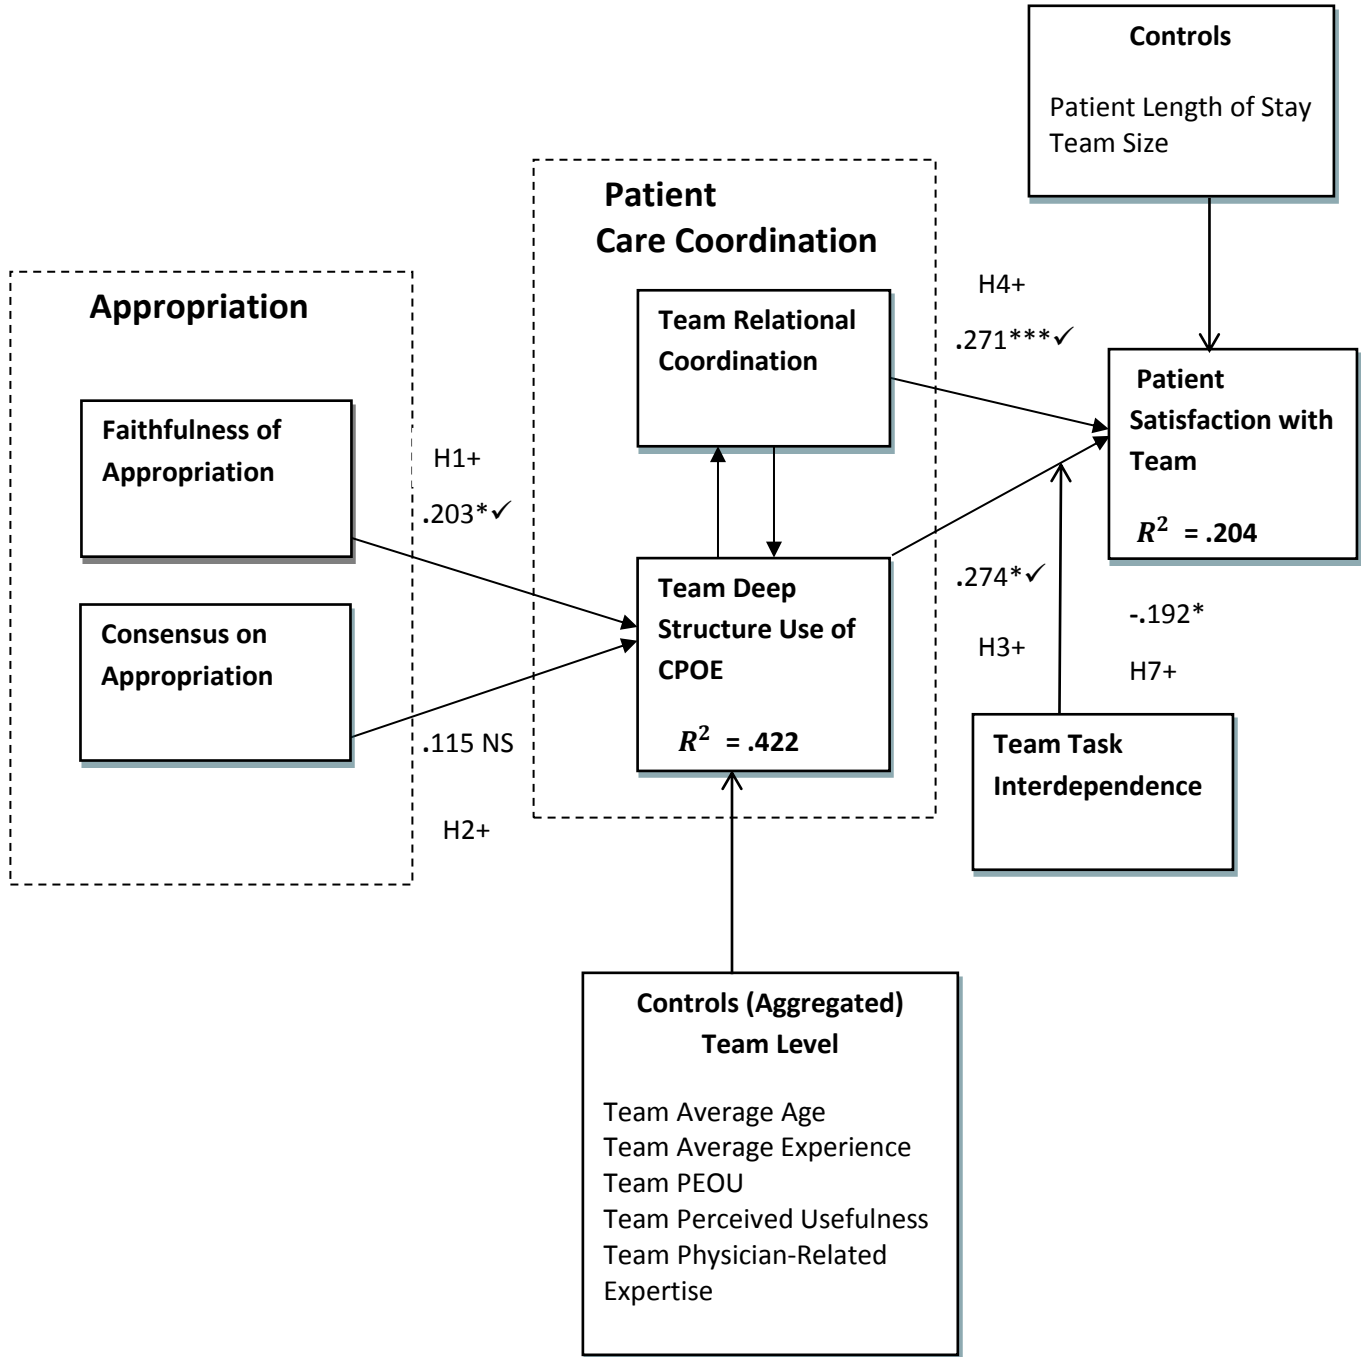 Controls
Patient Length of Stay
Team Size
Patient
Care Coordination
Appropriation
Team Relational
Coordination
H4+
.271***✓
Patient
Satisfaction with
Team
R² = .204
Faithfulness of
Appropriation
H1+
.203*✓
Consensus on
Appropriation
.115 NS
H2+
Team Deep
Structure Use of
CPOE
R² = .422
.274*✓
H3+
-.192*
H7+
Team Task
Interdependence
Controls (Aggregated)
Team Level
Team Average Age
Team Average Experience
Team PEOU
Team Perceived Usefulness
Team Physician-Related
Expertise